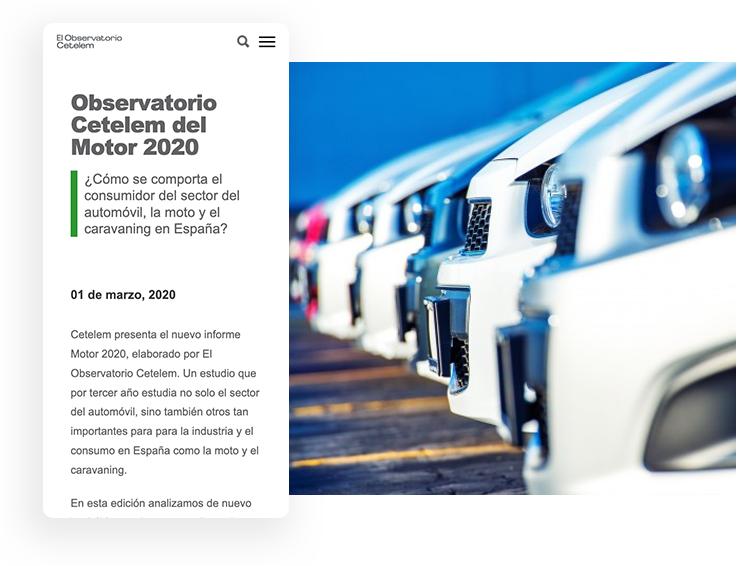 El Observatorio
Cetelem
Observatorio
Cetelem del
Motor 2020
¿Cómo se comporta el
consumidor del sector del
automóvil, la moto y el
caravaning en España?
01 de marzo, 2020
Cetelem presenta el nuevo informe
Motor 2020, elaborado por El
Observatorio Cetelem. Un estudio que
por tercer año estudia no solo el sector
del automóvil, sino también otros tan
importantes para para la industria y el
consumo en España como la moto y el
caravaning.
En esta edición analizamos de nuevo